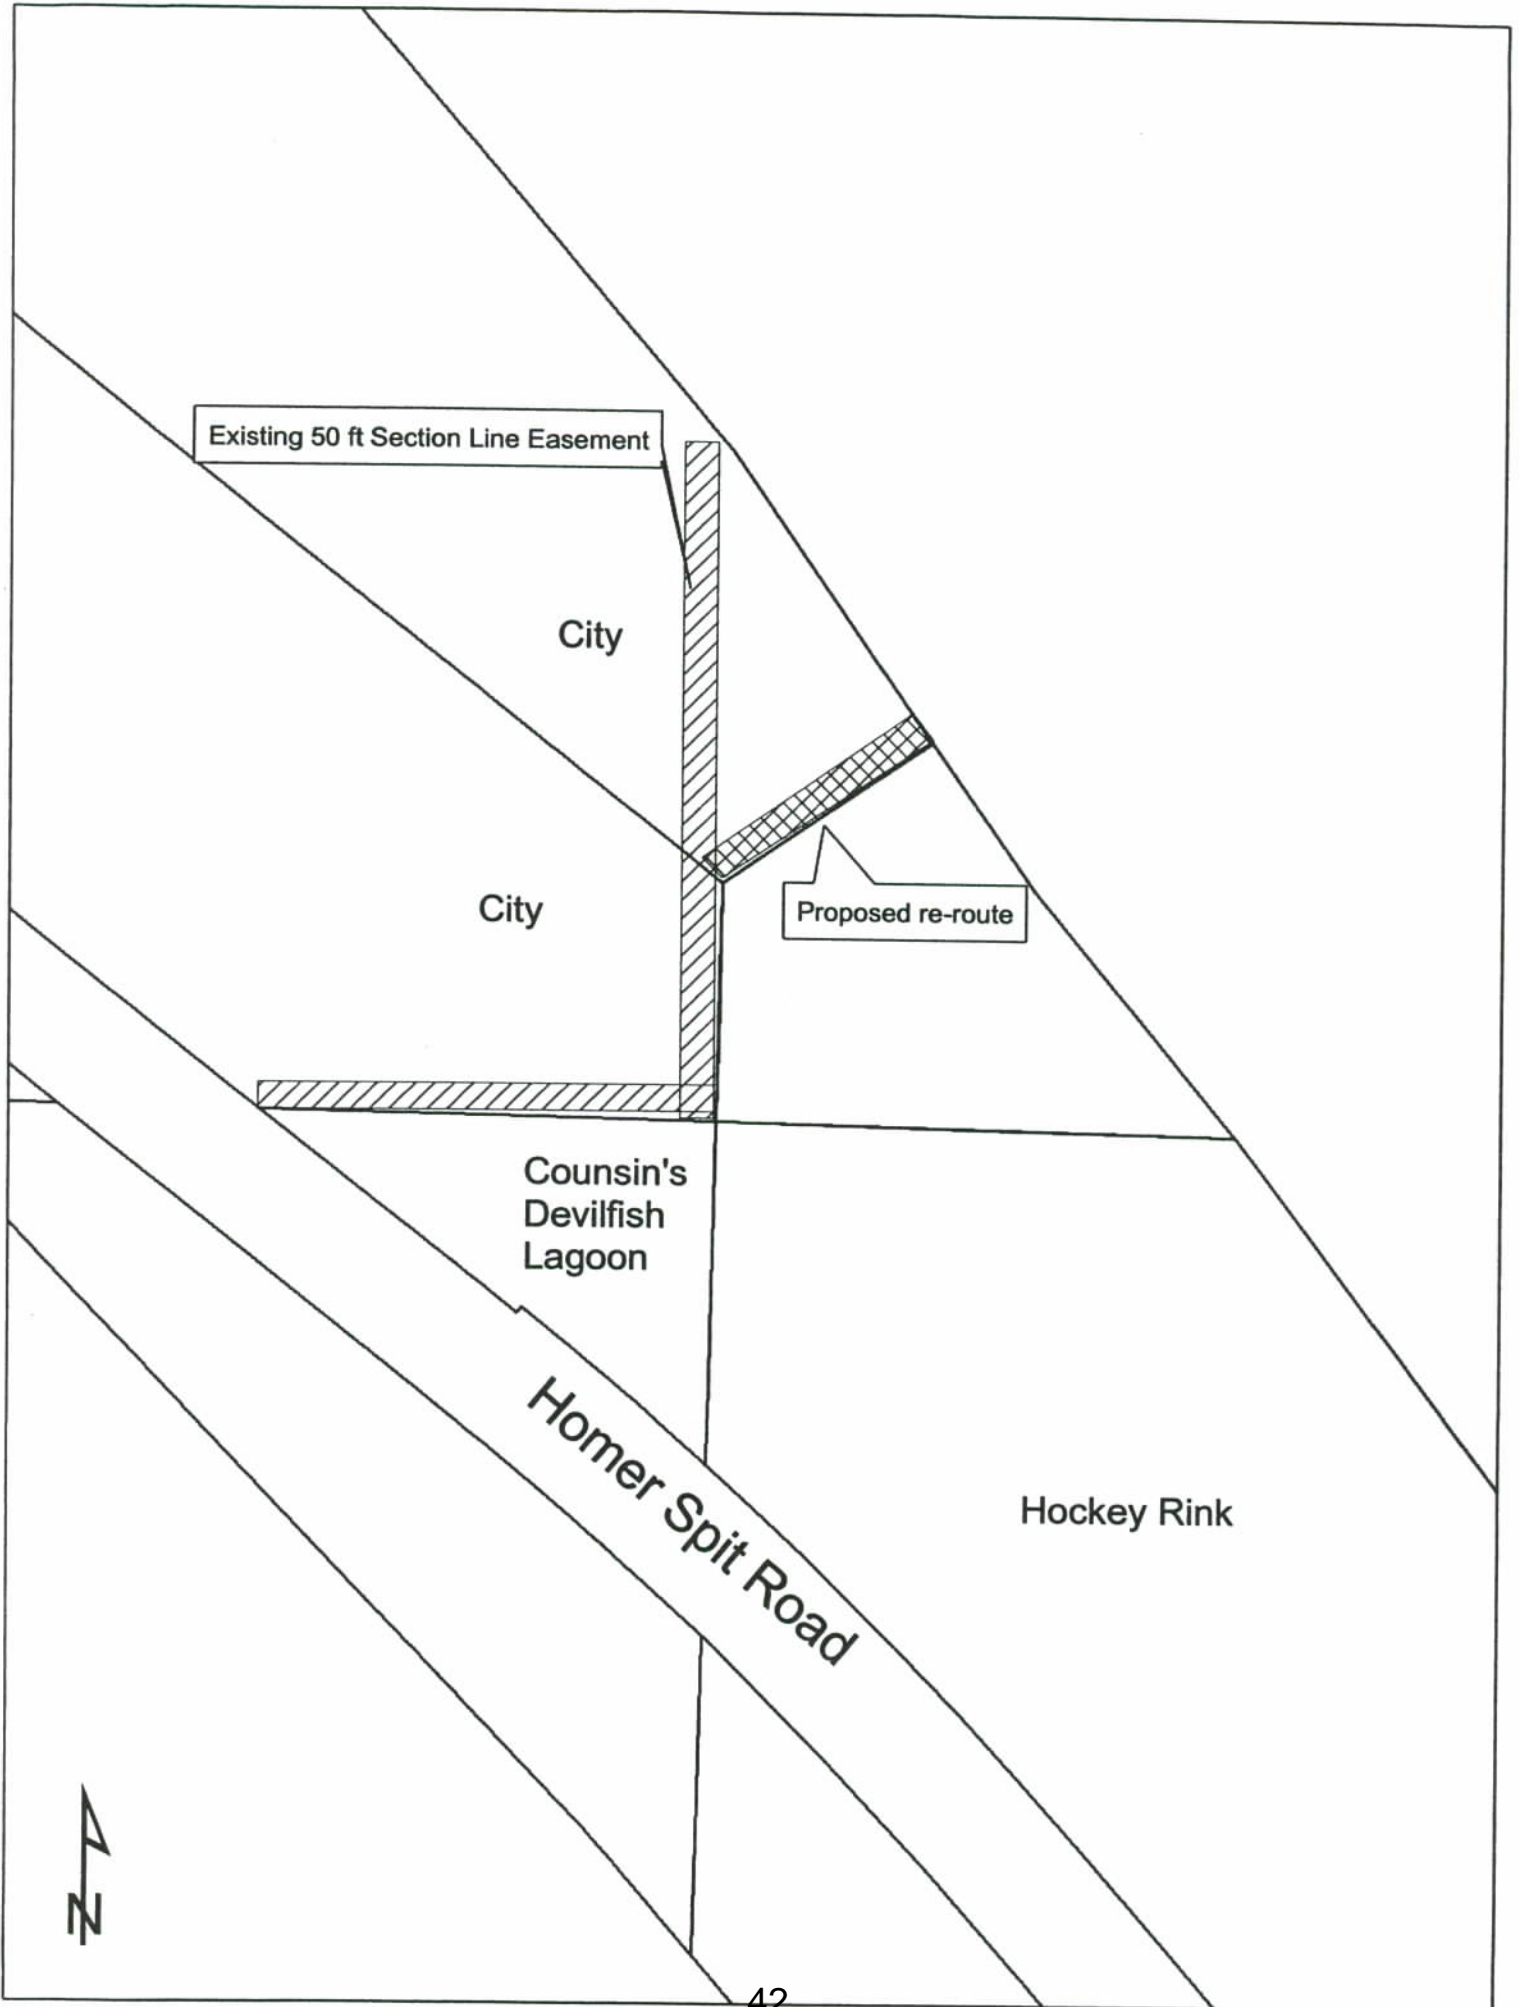 Existing 50 ft Section Line Easement
City
City
Proposed re-route
Counsin's
Devilfish
Lagoon
Homer Spit Road
Hockey Rink
N
42